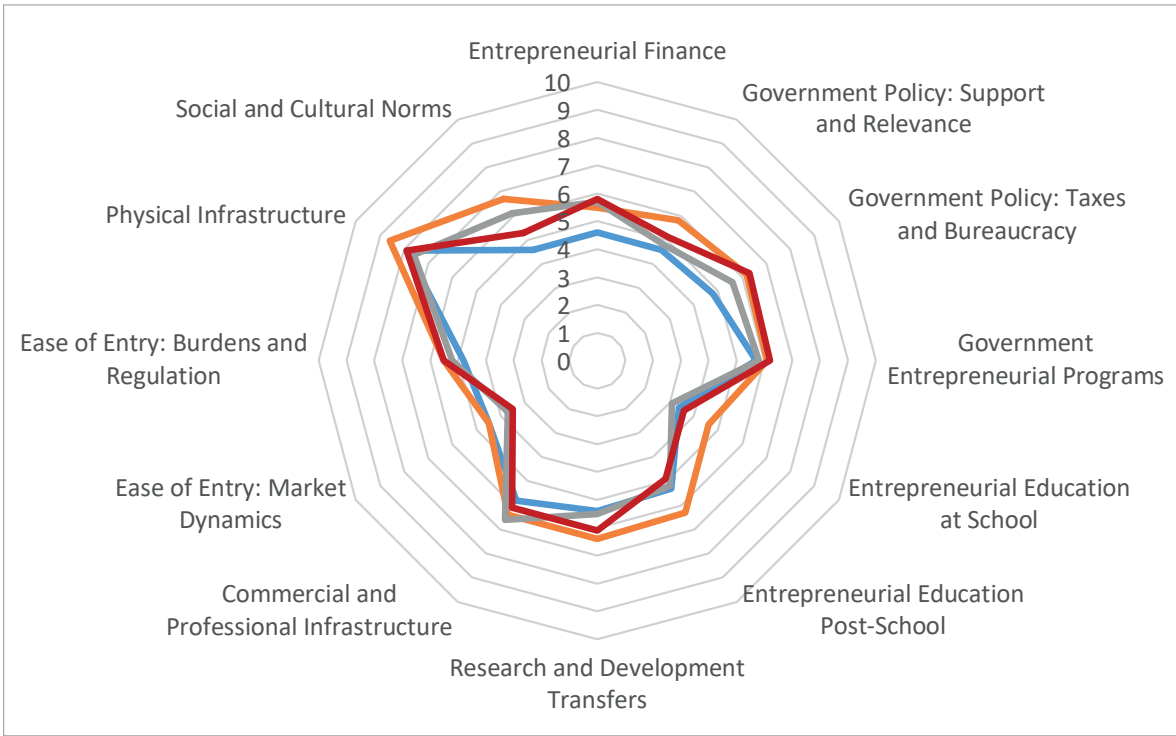 Entrepreneurial Finance
Government Policy: Support
and Relevance
Government Policy: Taxes
and Bureaucracy
Government
Entrepreneurial Programs
Entrepreneurial Education
at School
Entrepreneurial Education
Post-School
Research and Development
Transfers
Commercial and
Professional Infrastructure
Ease of Entry: Market
Dynamics
Ease of Entry: Burdens and
Regulation
Physical Infrastructure
Social and Cultural Norms
10
9
8
7
6
5
4
3
2
1
0